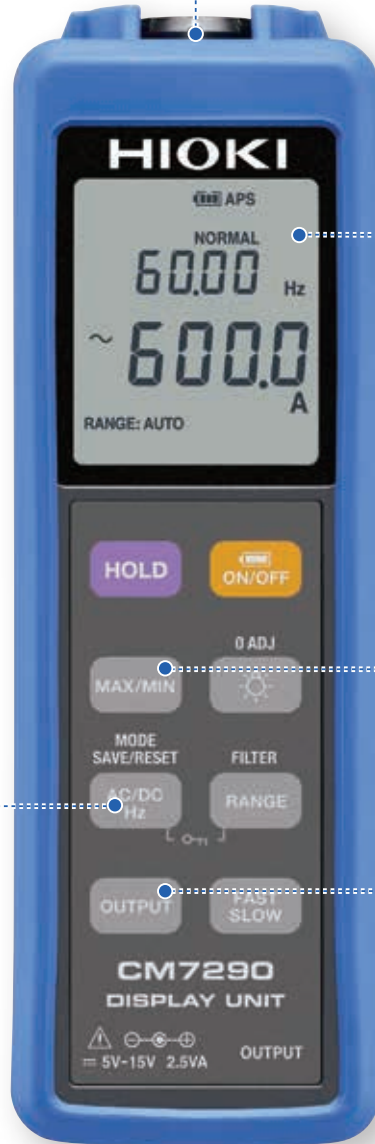 HIOKI
APS
NORMAL
60.00 Hz
~ 600.0
A
RANGE: AUTO
HOLD
ON/OFF
0 ADJ
MAX/MIN
MODE
SAVE/RESET
FILTER
AC/DC
Hz
RANGE
OUTPUT
FAST
SLOW
CM7290
DISPLAY UNIT
5V-15V 2.5VA
OUTPUT